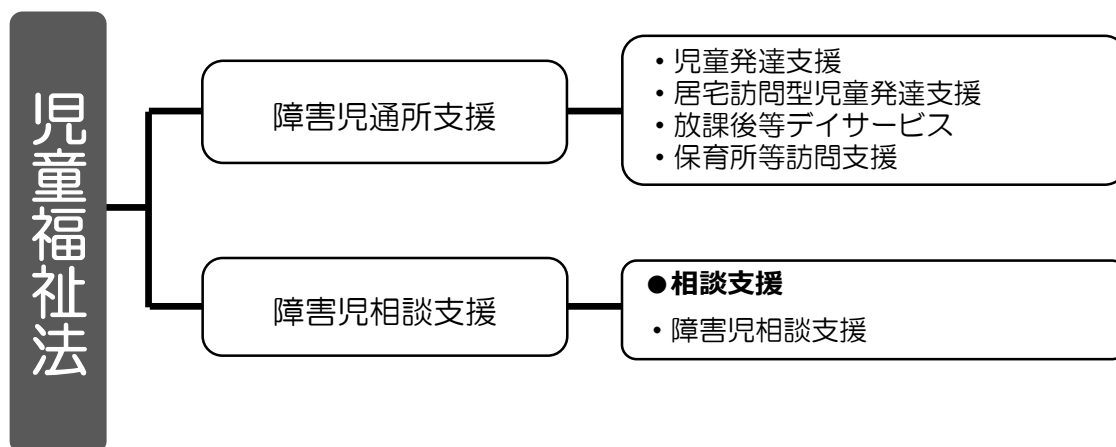 児童福祉法
障害児通所支援
・児童発達支援
・居宅訪問型児童発達支援
・放課後等デイサービス
・保育所等訪問支援
障害児相談支援
●相談支援
・障害児相談支援